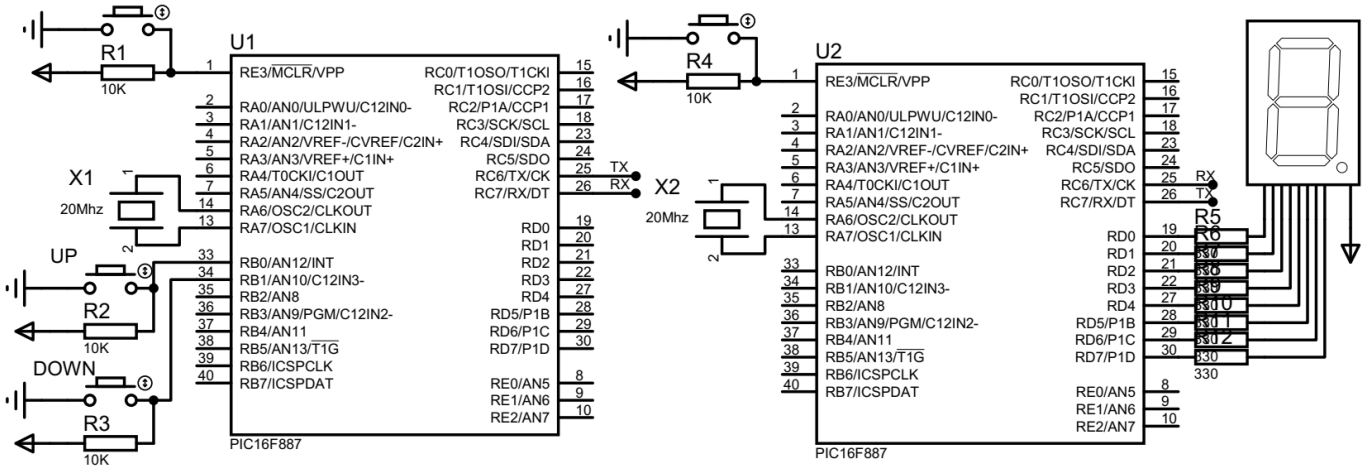 R1
10K
U1
1 RE3/MCLR/VPP RC0/T1OSO/T1CKI 15
RC1/T1OSI/CCP2 16
2 RA0/AN0/ULPWU/C12IN0- RC2/P1A/CCP1 17
3 RA1/AN1/C12IN1- RC3/SCK/SCL 18
4 RA2/AN2/VREF-/CVREF/C2IN+ RC4/SDI/SDA 23
5 RA3/AN3/VREF+/C1IN+ RC5/SDO 24
6 RA4/T0CKI/C1OUT RC6/TX/CK 25 TX
7 RA5/AN4/SS/C2OUT RC7/RX/DT 26 RX
14 RA6/OSC2/CLKOUT
13 RA7/OSC1/CLKIN RD0 19
RD1 20
33 RB0/AN12/INT RD2 21
34 RB1/AN10/C12IN3- RD3 22
35 RB2/AN8 RD4 27
36 RB3/AN9/PGM/C12IN2- RD5/P1B 28
37 RB4/AN11 RD6/P1C 29
38 RB5/AN13/T1G RD7/P1D 30
39 RB6/ICSPCLK
40 RB7/ICSPDAT RE0/AN5 8
RE1/AN6 9
RE2/AN7 10
PIC16F887
X1
1
20Mhz
2
UP
R2
10K
DOWN
R3
10K
R4
10K
U2
1 RE3/MCLR/VPP RC0/T1OSO/T1CKI 15
RC1/T1OSI/CCP2 16
2 RA0/AN0/ULPWU/C12IN0- RC2/P1A/CCP1 17
3 RA1/AN1/C12IN1- RC3/SCK/SCL 18
4 RA2/AN2/VREF-/CVREF/C2IN+ RC4/SDI/SDA 23
5 RA3/AN3/VREF+/C1IN+ RC5/SDO 24
6 RA4/T0CKI/C1OUT RC6/TX/CK 25 RX
7 RA5/AN4/SS/C2OUT RC7/RX/DT 26 TX
14 RA6/OSC2/CLKOUT
13 RA7/OSC1/CLKIN RD0 19
RD1 20
33 RB0/AN12/INT RD2 21
34 RB1/AN10/C12IN3- RD3 22
35 RB2/AN8 RD4 27
36 RB3/AN9/PGM/C12IN2- RD5/P1B 28
37 RB4/AN11 RD6/P1C 29
38 RB5/AN13/T1G RD7/P1D 30
39 RB6/ICSPCLK
40 RB7/ICSPDAT RE0/AN5 8
RE1/AN6 9
RE2/AN7 10
PIC16F887
X2
1
20Mhz
2
R5
R6
330
330